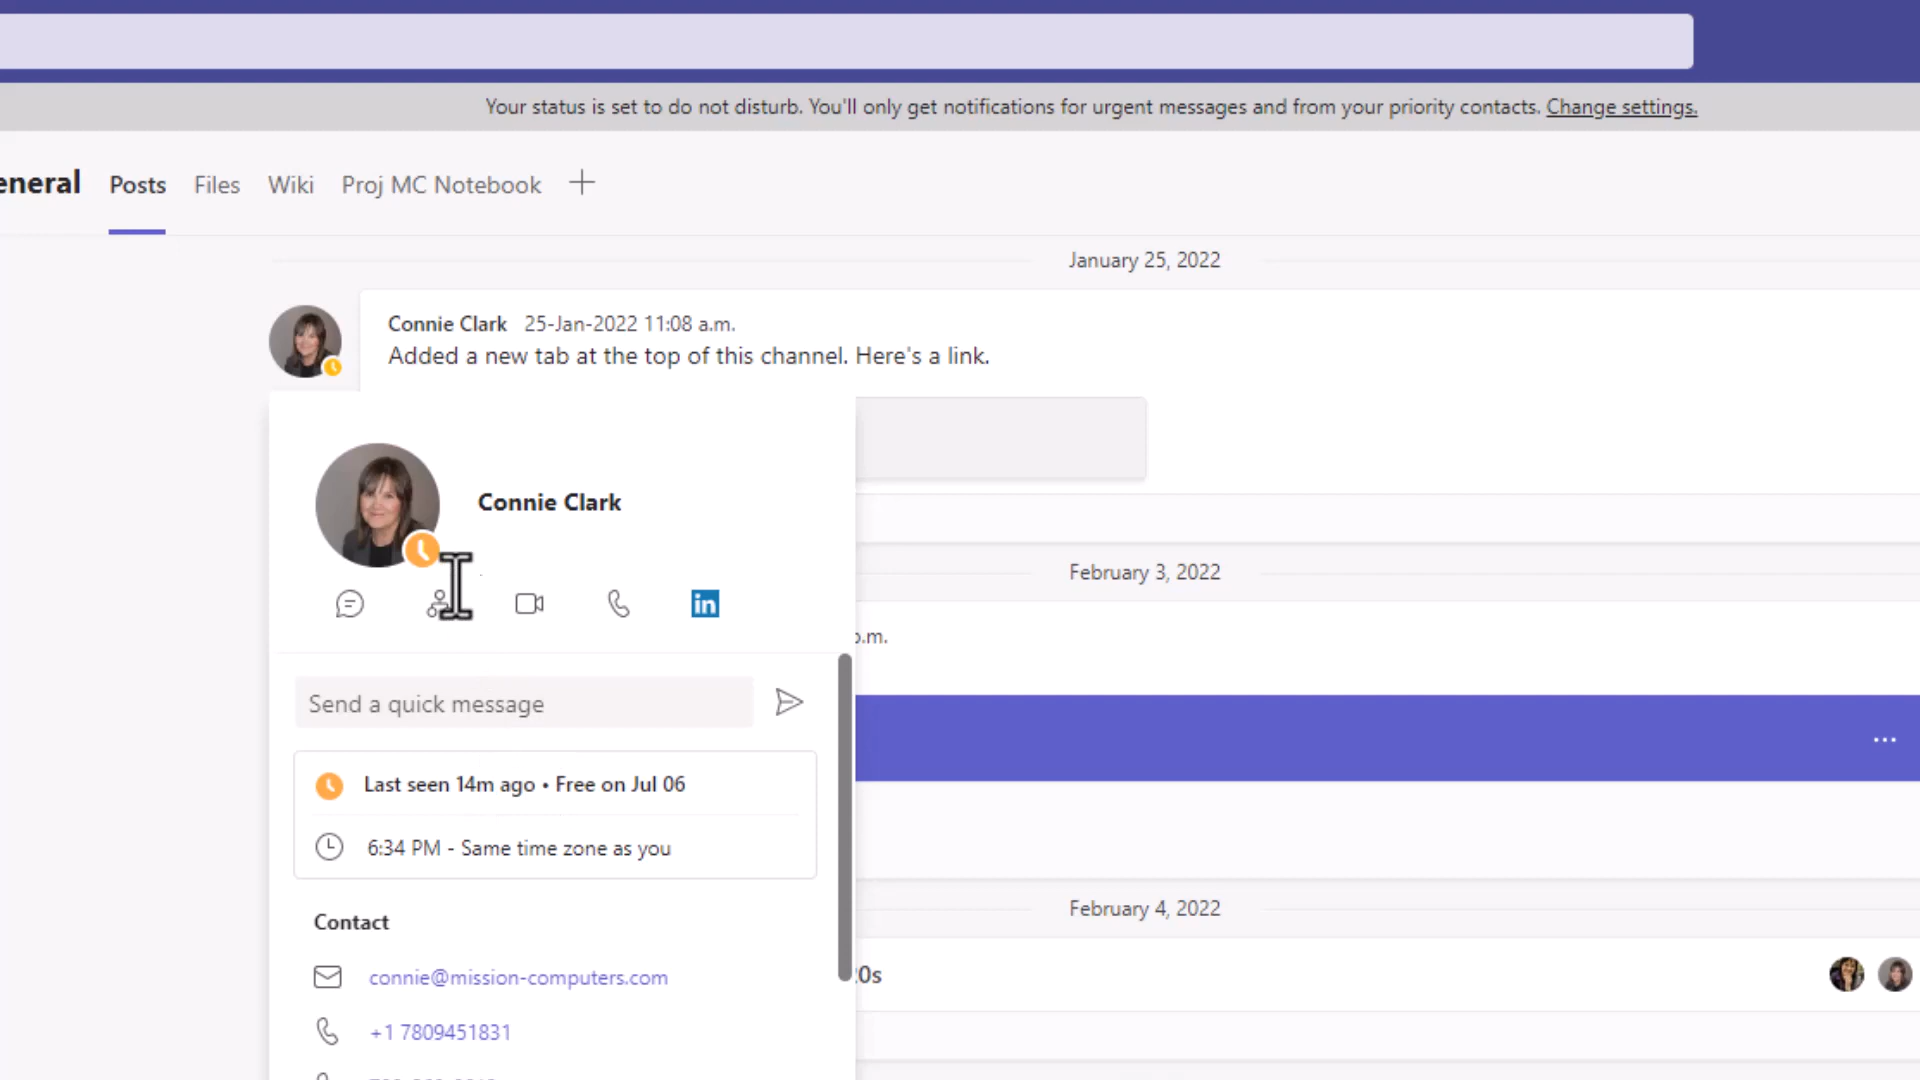 Your status is set to do not disturb. You'll only get notifications for urgent messages and from your priority contacts. Change settings.
eneral Posts Files Wiki Proj MC Notebook
January 25, 2022
Connie Clark 25-Jan-2022 11:08 a.m.
Added a new tab at the top of this channel. Here's a link.
Connie Clark
in
February 3, 2022
p.m.
Send a quick message
Last seen 14m ago • Free on Jul 06
6:34 PM - Same time zone as you
February 4, 2022
Contact
connie@mission-computers.com
20s
+1 7809451831